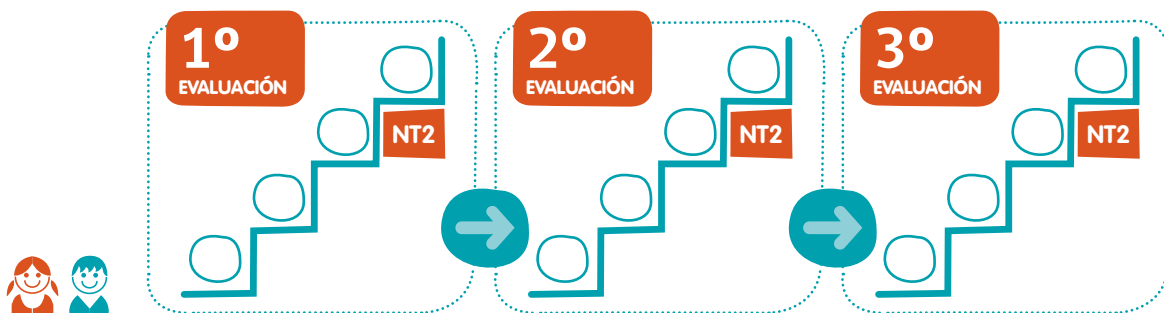 1º
EVALUACIÓN
NT2
2º
EVALUACIÓN
NT2
3º
EVALUACIÓN
NT2